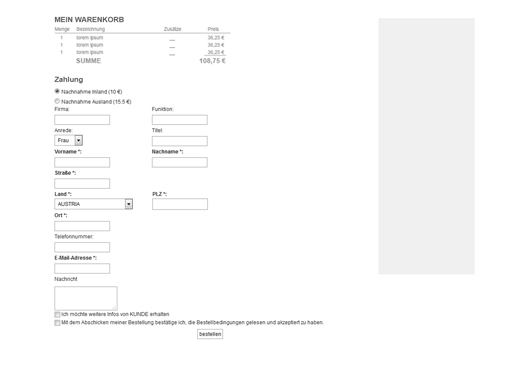 MEIN WARENKORB
Menge Bezeichnung Zusätze Preis
1 lorem ipsum __ 36,25 €
1 lorem ipsum __ 36,25 €
1 lorem ipsum __ 36,25 €
SUMME 108,75 €
Zahlung
Nachnahme Inland (10 €)
Nachnahme Ausland (15.5 €)
Firma: Funktion:
Anrede: Titel:
Frau
Vorname *: Nachname *:
Straße *:
Land *: PLZ *:
AUSTRIA
Ort *:
Telefonnummer:
E-Mail-Adresse *:
Nachricht
Ich möchte weitere Infos von KUNDE erhalten
Mit dem Abschicken meiner Bestellung bestätige ich, die Bestellbedingungen gelesen und akzeptiert zu haben.
bestellen